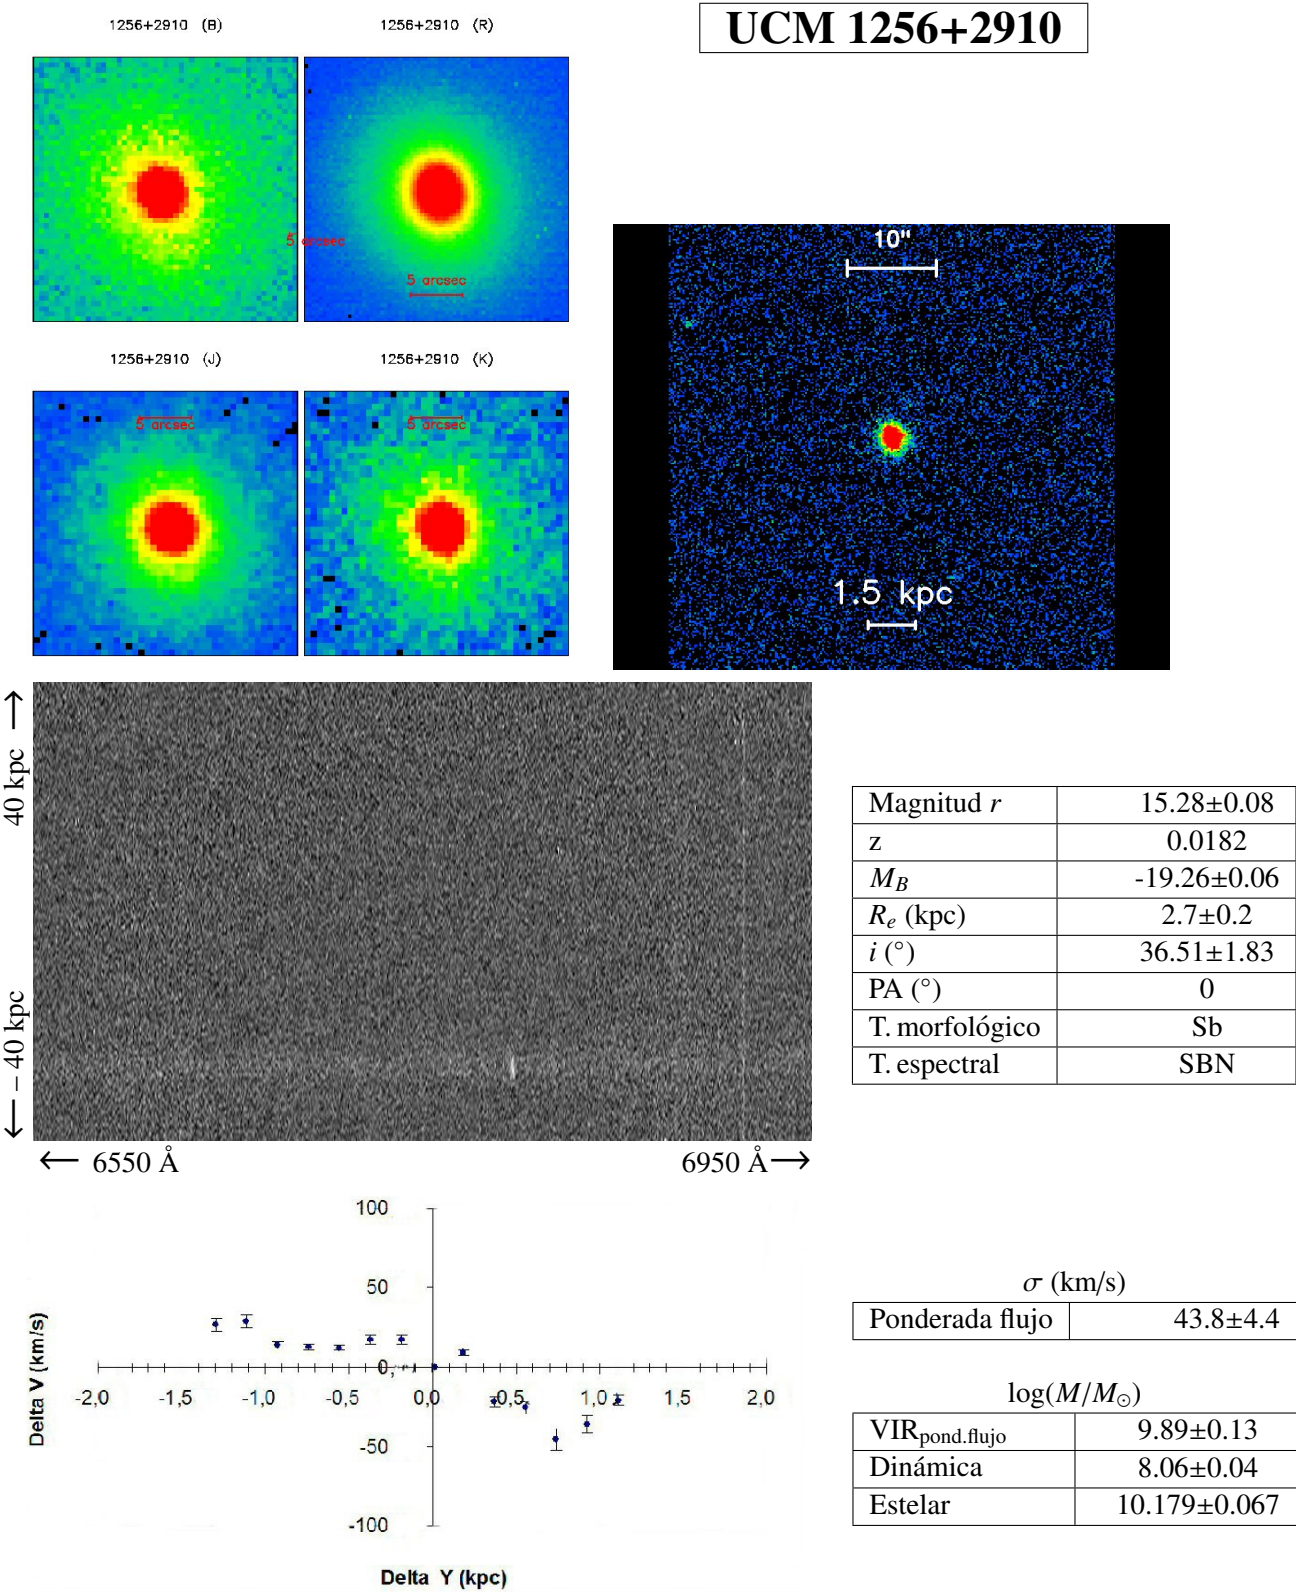 UCM 1256+2910
1256+2910 (B)
1256+2910 (R)
5 arcsec
5 arcsec
1256+2910 (J)
1256+2910 (K)
5 arcsec
5 arcsec
10"
1.5 kpc
← −40 kpc
40 kpc →
← 6550 Å
6950 Å →
Magnitud r 15.28±0.08
z 0.0182
M_B -19.26±0.06
R_e (kpc) 2.7±0.2
i (°) 36.51±1.83
PA (°) 0
T. morfológico Sb
T. espectral SBN
100
50
0,
-50
-100
-2,0 -1,5 -1,0 -0,5 0,0 0,5 1,0 1,5 2,0
Delta V (km/s)
Delta Y (kpc)
σ (km/s)
Ponderada flujo 43.8±4.4
log(M/M⊙)
VIR pond.flujo 9.89±0.13
Dinámica 8.06±0.04
Estelar 10.179±0.067